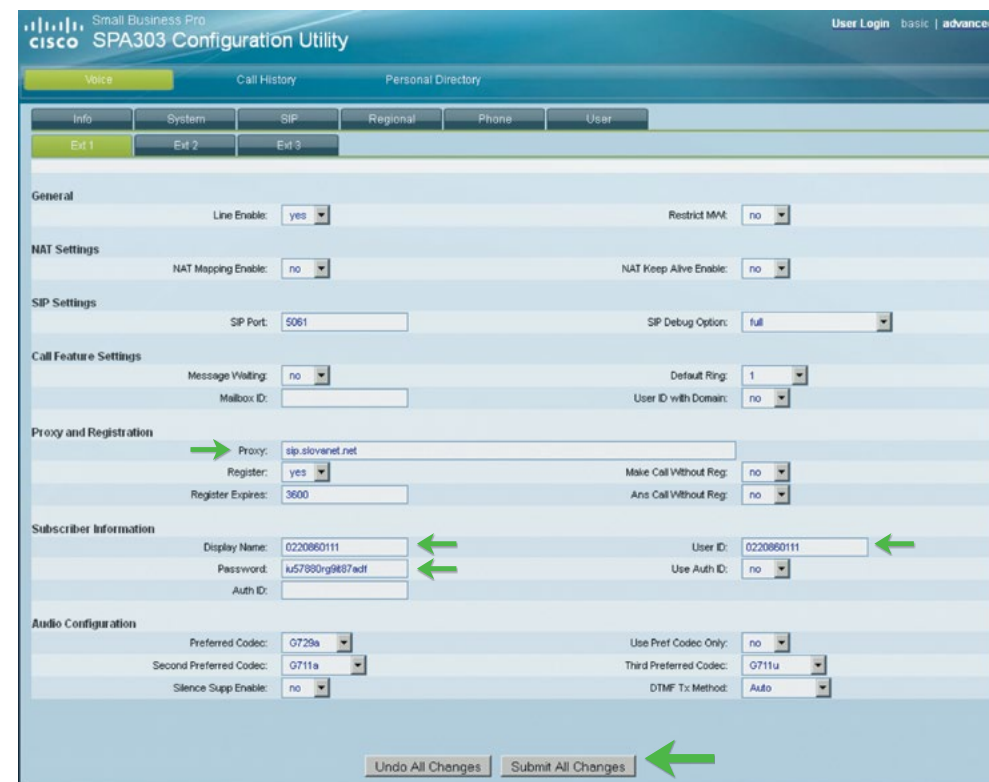 Small Business Pro
cisco SPA303 Configuration Utility
User Login basic | advanced
Voice Call History Personal Directory
Info System SIP Regional Phone User
Ext 1 Ext 2 Ext 3
General
Line Enable: yes Restrict MWI: no
NAT Settings
NAT Mapping Enable: no NAT Keep Alive Enable: no
SIP Settings
SIP Port: 5061 SIP Debug Option: full
Call Feature Settings
Message Waiting: no Default Ring: 1
Mailbox ID: User ID with Domain: no
Proxy and Registration
Proxy: sip.slovanet.net
Register: yes Make Call Without Reg: no
Register Expires: 3600 Ans Call Without Reg: no
Subscriber Information
Display Name: 0220860111 User ID: 0220860111
Password: Use Auth ID: no
Auth ID:
Audio Configuration
Preferred Codec: G729a Use Pref Codec Only: no
Second Preferred Codec: G711a Third Preferred Codec: G711u
Silence Supp Enable: no DTMF Tx Method: Auto
Undo All Changes Submit All Changes